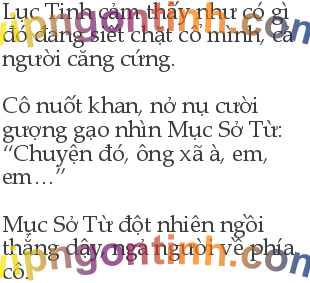 Lục Tinh cảm thấy như có gì
đó đang siết chặt cổ mình, cả
người căng cứng.
Cô nuốt khan, nở nụ cười
gượng gạo nhìn Mục Sở Từ:
“Chuyện đó, ông xã à, em,
em…”
Mục Sở Từ đột nhiên ngồi
thẳng dậy, ngả người về phía
cô.
vipngontinh.com
vipngontinh.com